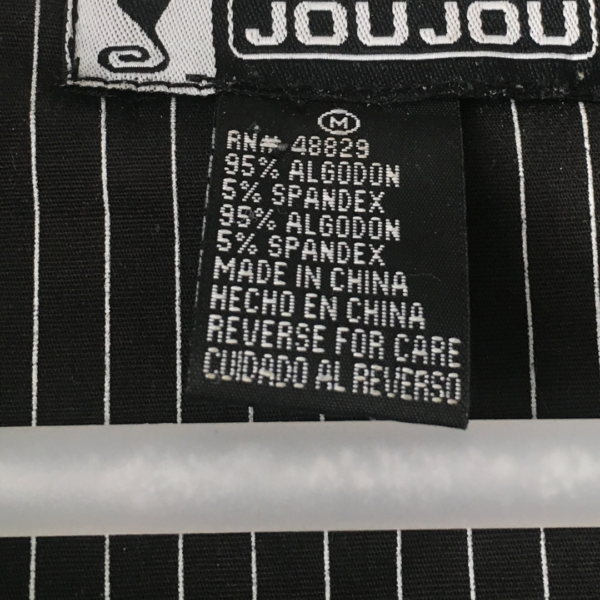 JOUJOU
M
RN# 48829
95% ALGODON
5% SPANDEX
95% ALGODON
5% SPANDEX
MADE IN CHINA
HECHO EN CHINA
REVERSE FOR CARE
CUIDADO AL REVERSO